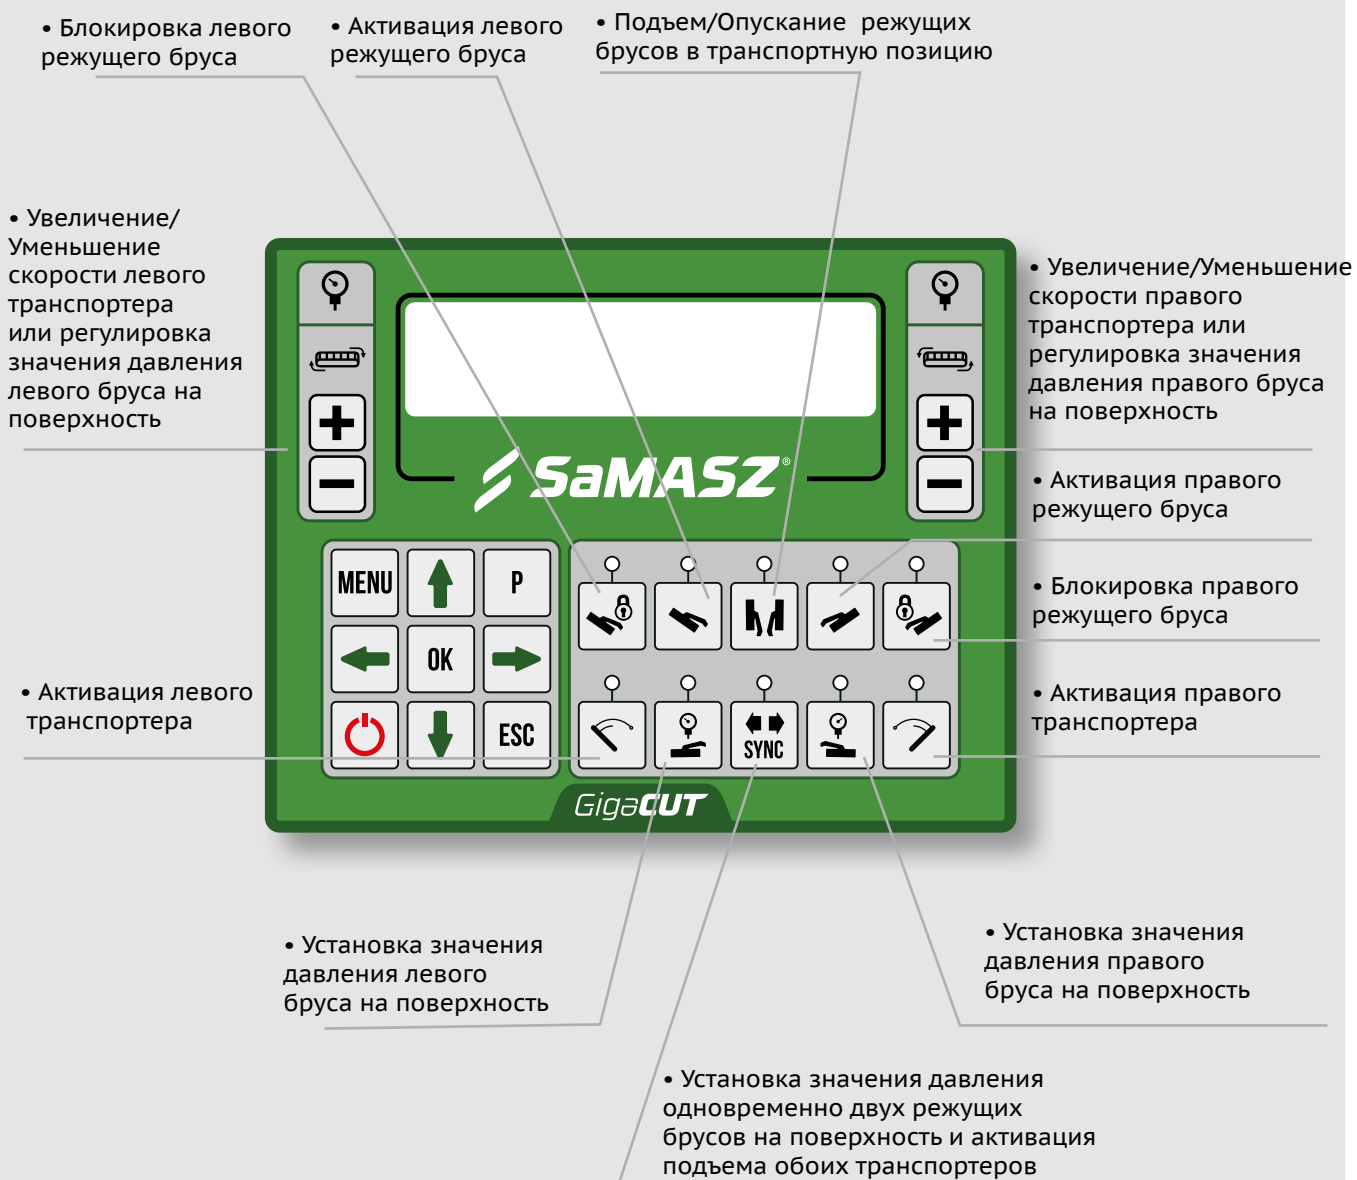 • Блокировка левого
режущего бруса
• Активация левого
режущего бруса
• Подъем/Опускание режущих
брусов в транспортную позицию
• Увеличение/
Уменьшение
скорости левого
транспортера
или регулировка
значения давления
левого бруса на
поверхность
• Увеличение/Уменьшение
скорости правого
транспортера или
регулировка значения
давления правого бруса
на поверхность
SaMASZ®
• Активация правого
режущего бруса
MENU
P
• Блокировка правого
режущего бруса
OK
• Активация левого
транспортера
• Активация правого
транспортера
ESC
SYNC
GigaCUT
• Установка значения
давления левого
бруса на поверхность
• Установка значения
давления правого
бруса на поверхность
• Установка значения давления
одновременно двух режущих
брусов на поверхность и активация
подъема обоих транспортеров